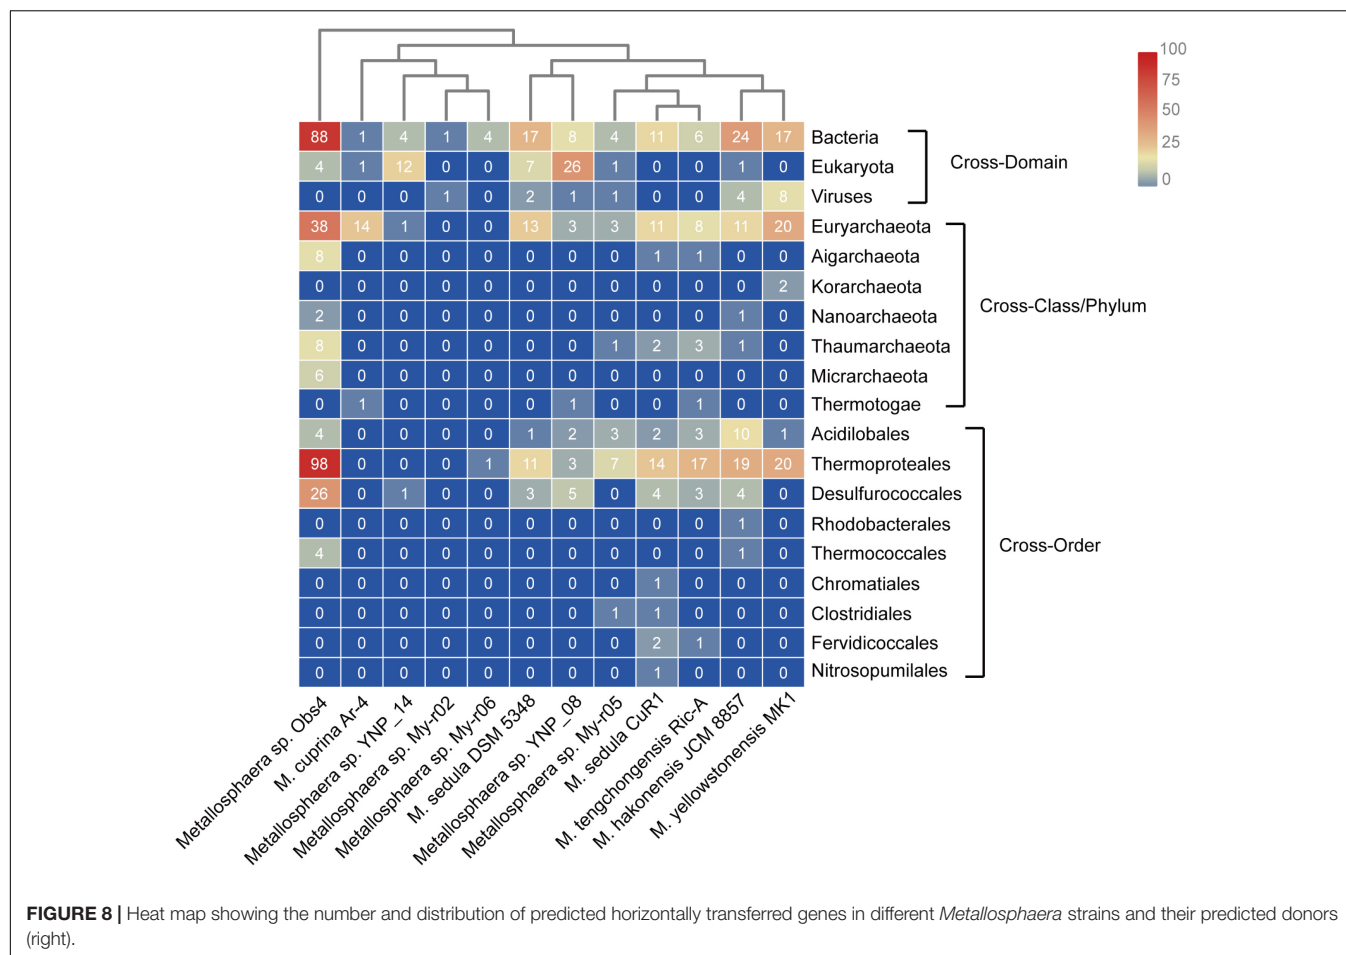 100
75
50
25
0
88 1 4 1 4 17 8 4 11 6 24 17 Bacteria
4 1 12 0 0 7 26 1 0 0 1 0 Eukaryota
0 0 0 1 0 2 1 1 0 0 4 8 Viruses
Cross-Domain
38 14 1 0 0 13 3 3 11 8 11 20 Euryarchaeota
8 0 0 0 0 0 0 0 1 1 0 0 Aigarchaeota
0 0 0 0 0 0 0 0 0 0 0 2 Korarchaeota
2 0 0 0 0 0 0 0 0 0 1 0 Nanoarchaeota
8 0 0 0 0 0 0 1 2 3 1 0 Thaumarchaeota
6 0 0 0 0 0 0 0 0 0 0 0 Micrarchaeota
0 1 0 0 0 0 1 0 0 1 0 0 Thermotogae
Cross-Class/Phylum
4 0 0 0 0 1 2 3 2 3 10 1 Acidilobales
98 0 0 0 1 11 3 7 14 17 19 20 Thermoproteales
26 0 1 0 0 3 5 0 4 3 4 0 Desulfurococcales
0 0 0 0 0 0 0 0 0 0 1 0 Rhodobacterales
4 0 0 0 0 0 0 0 0 0 1 0 Thermococcales
0 0 0 0 0 0 0 0 1 0 0 0 Chromatiales
0 0 0 0 0 0 0 1 1 0 0 0 Clostridiales
0 0 0 0 0 0 0 0 2 1 0 0 Fervidicoccales
0 0 0 0 0 0 0 0 1 0 0 0 Nitrosopumilales
Cross-Order
Metallosphaera sp. Obs4
M. cuprina Ar-4
Metallosphaera sp. YNP_14
Metallosphaera sp. My-r02
Metallosphaera sp. My-r06
M. sedula DSM 5348
Metallosphaera sp. YNP_08
Metallosphaera sp. My-r05
M. sedula CuR1
M. tengchongensis Ric-A
M. hakonensis JCM 8857
M. yellowstonensis MK1
FIGURE 8 | Heat map showing the number and distribution of predicted horizontally transferred genes in different Metallosphaera strains and their predicted donors
(right).